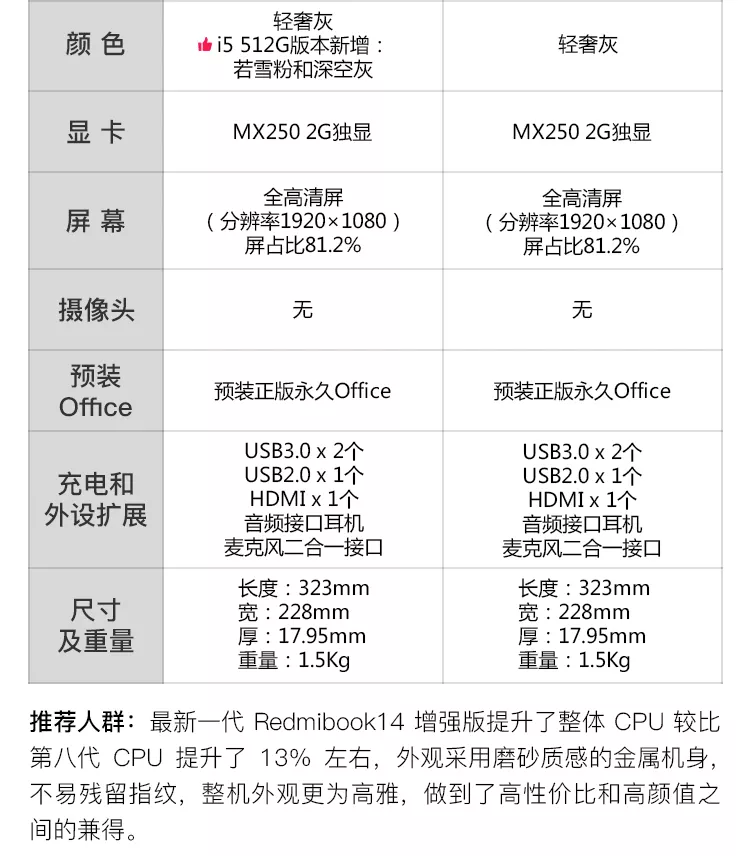 颜 色
轻奢灰
i5 512G版本新增：
若雪粉和深空灰
轻奢灰
显 卡
MX250 2G独显
MX250 2G独显
屏 幕
全高清屏
（分辨率1920×1080）
屏占比81.2%
全高清屏
（分辨率1920×1080）
屏占比81.2%
摄像头
无
无
预装
Office
预装正版永久Office
预装正版永久Office
充电和
外设扩展
USB3.0 x 2个
USB2.0 x 1个
HDMI x 1个
音频接口耳机
麦克风二合一接口
USB3.0 x 2个
USB2.0 x 1个
HDMI x 1个
音频接口耳机
麦克风二合一接口
尺寸
及重量
长度：323mm
宽：228mm
厚：17.95mm
重量：1.5Kg
长度：323mm
宽：228mm
厚：17.95mm
重量：1.5Kg
推荐人群：最新一代 Redmibook14 增强版提升了整体 CPU 较比
第八代 CPU 提升了 13% 左右，外观采用磨砂质感的金属机身，
不易残留指纹，整机外观更为高雅，做到了高性价比和高颜值之
间的兼得。